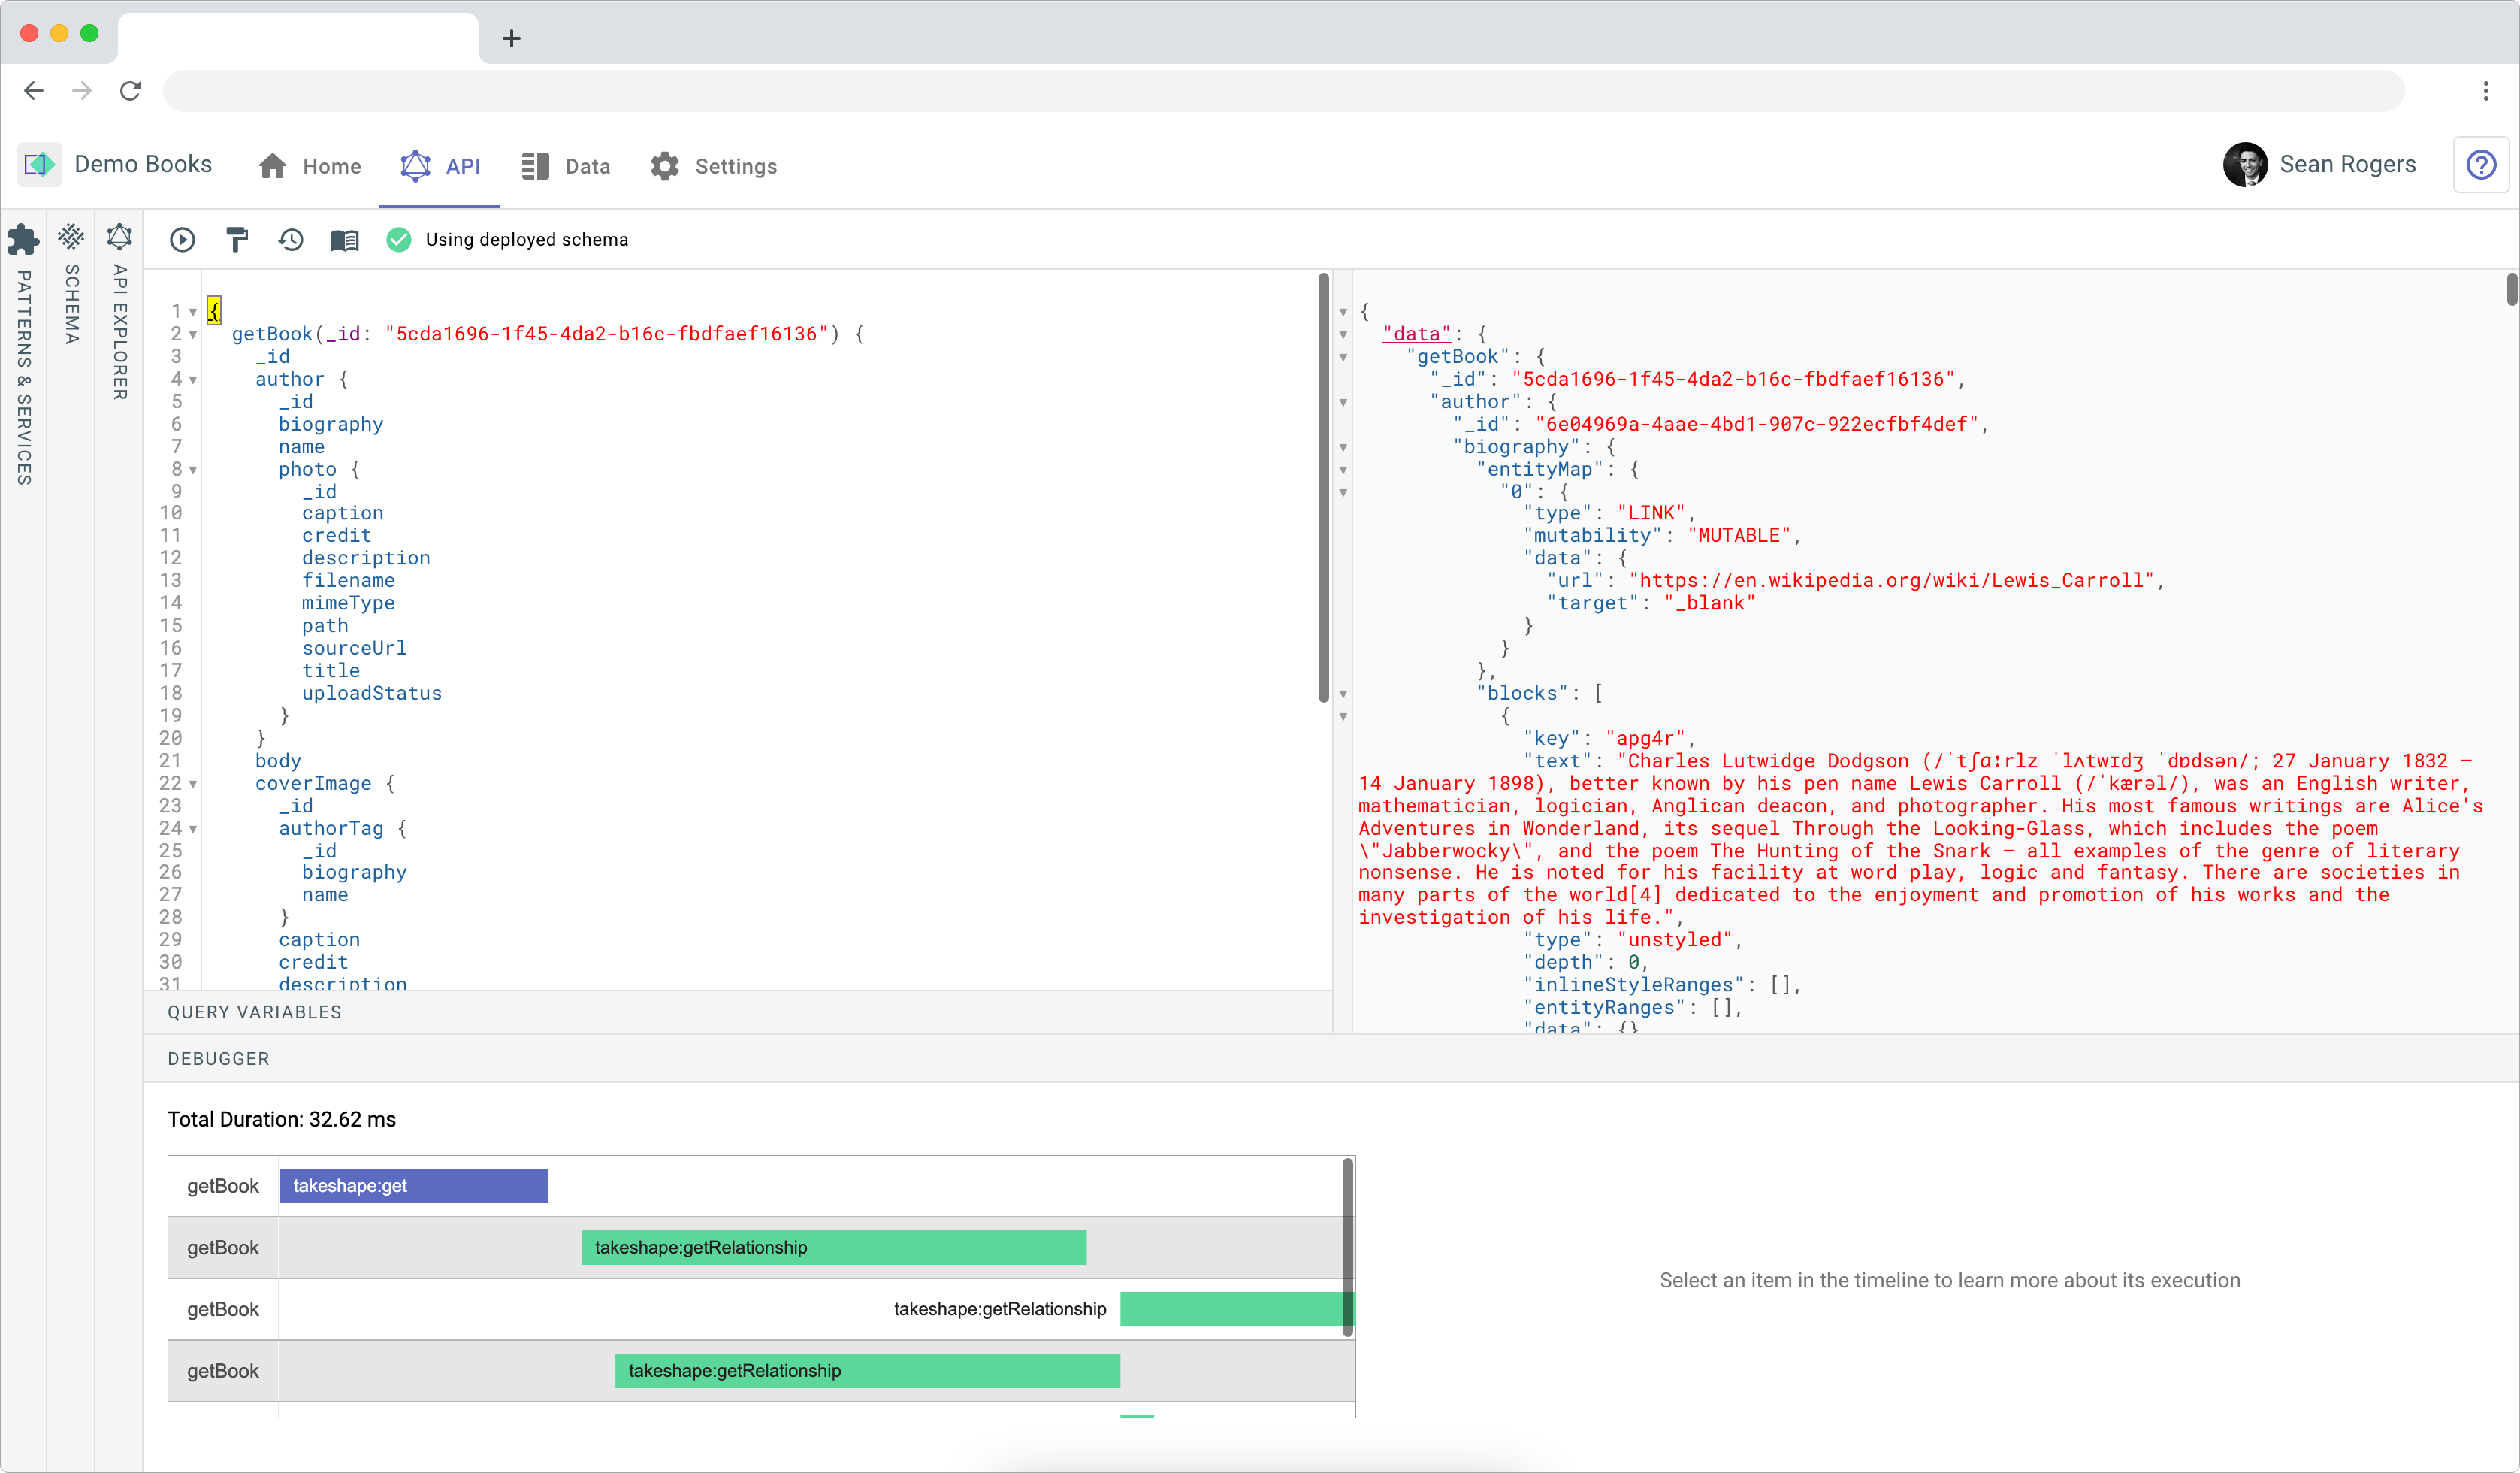 Demo Books
Home
API
Data
Settings
Sean Rogers
PATTERNS & SERVICES
SCHEMA
API EXPLORER
Using deployed schema
1 {
2 getBook(_id: "5cda1696-1f45-4da2-b16c-fbdfaef16136") {
3 _id
4 author {
5 _id
6 biography
7 name
8 photo {
9 _id
10 caption
11 credit
12 description
13 filename
14 mimeType
15 path
16 sourceUrl
17 title
18 uploadStatus
19 }
20 }
21 body
22 coverImage {
23 _id
24 authorTag {
25 _id
26 biography
27 name
28 }
29 caption
30 credit
31 description
{
"data": {
"getBook": {
"_id": "5cda1696-1f45-4da2-b16c-fbdfaef16136",
"author": {
"_id": "6e04969a-4aae-4bd1-907c-922ecfbf4def",
"biography": {
"entityMap": {
"0": {
"type": "LINK",
"mutability": "MUTABLE",
"data": {
"url": "https://en.wikipedia.org/wiki/Lewis_Carroll",
"target": "_blank"
}
}
},
"blocks": [
{
"key": "apg4r",
"text": "Charles Lutwidge Dodgson (/ˈtʃɑːrlz ˈlʌtwɪdʒ ˈdɒdsən/; 27 January 1832 –
14 January 1898), better known by his pen name Lewis Carroll (/ˈkærəl/), was an English writer,
mathematician, logician, Anglican deacon, and photographer. His most famous writings are Alice's
Adventures in Wonderland, its sequel Through the Looking-Glass, which includes the poem
\"Jabberwocky\", and the poem The Hunting of the Snark – all examples of the genre of literary
nonsense. He is noted for his facility at word play, logic and fantasy. There are societies in
many parts of the world[4] dedicated to the enjoyment and promotion of his works and the
investigation of his life.",
"type": "unstyled",
"depth": 0,
"inlineStyleRanges": [],
"entityRanges": [],
"data": {}
QUERY VARIABLES
DEBUGGER
Total Duration: 32.62 ms
getBook takeshape:get
getBook takeshape:getRelationship
getBook takeshape:getRelationship
getBook takeshape:getRelationship
Select an item in the timeline to learn more about its execution